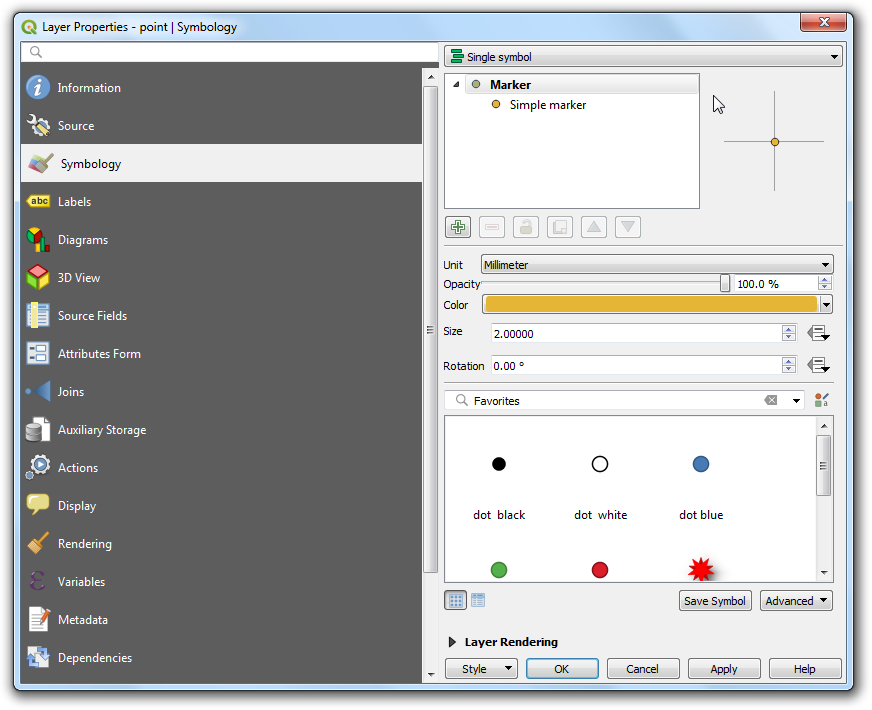 Layer Properties - point | Symbology
Information
Source
Symbology
abc Labels
Diagrams
3D View
Source Fields
Attributes Form
Joins
Auxiliary Storage
Actions
Display
Rendering
Variables
Metadata
Dependencies
Single symbol
Marker
Simple marker
Unit Millimeter
Opacity 100.0 %
Color
Size 2.00000
Rotation 0.00 °
Favorites
dot  black dot  white dot blue
Save Symbol Advanced
Layer Rendering
Style OK Cancel Apply Help